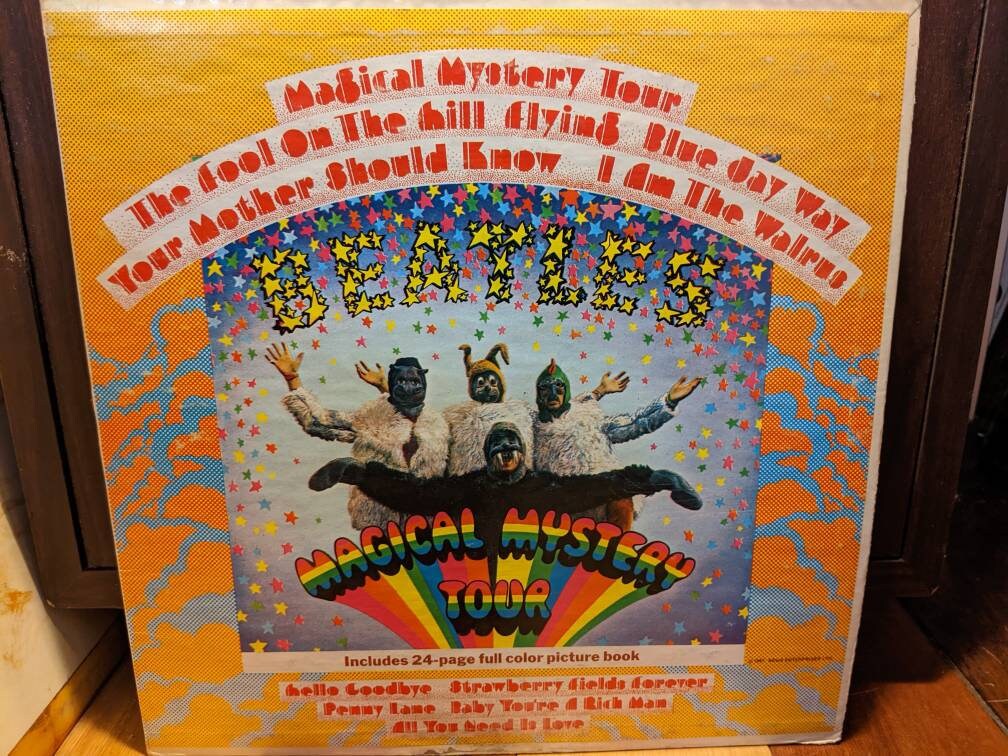 Magical Mystery Tour
The Fool On The Hill Flying Blue Jay Way
Your Mother Should Know I Am The Walrus
BEATLES
MAGICAL MYSTERY
TOUR
Includes 24-page full color picture book
Hello Goodbye Strawberry Fields Forever
Penny Lane Baby You're A Rich Man
All You Need Is Love